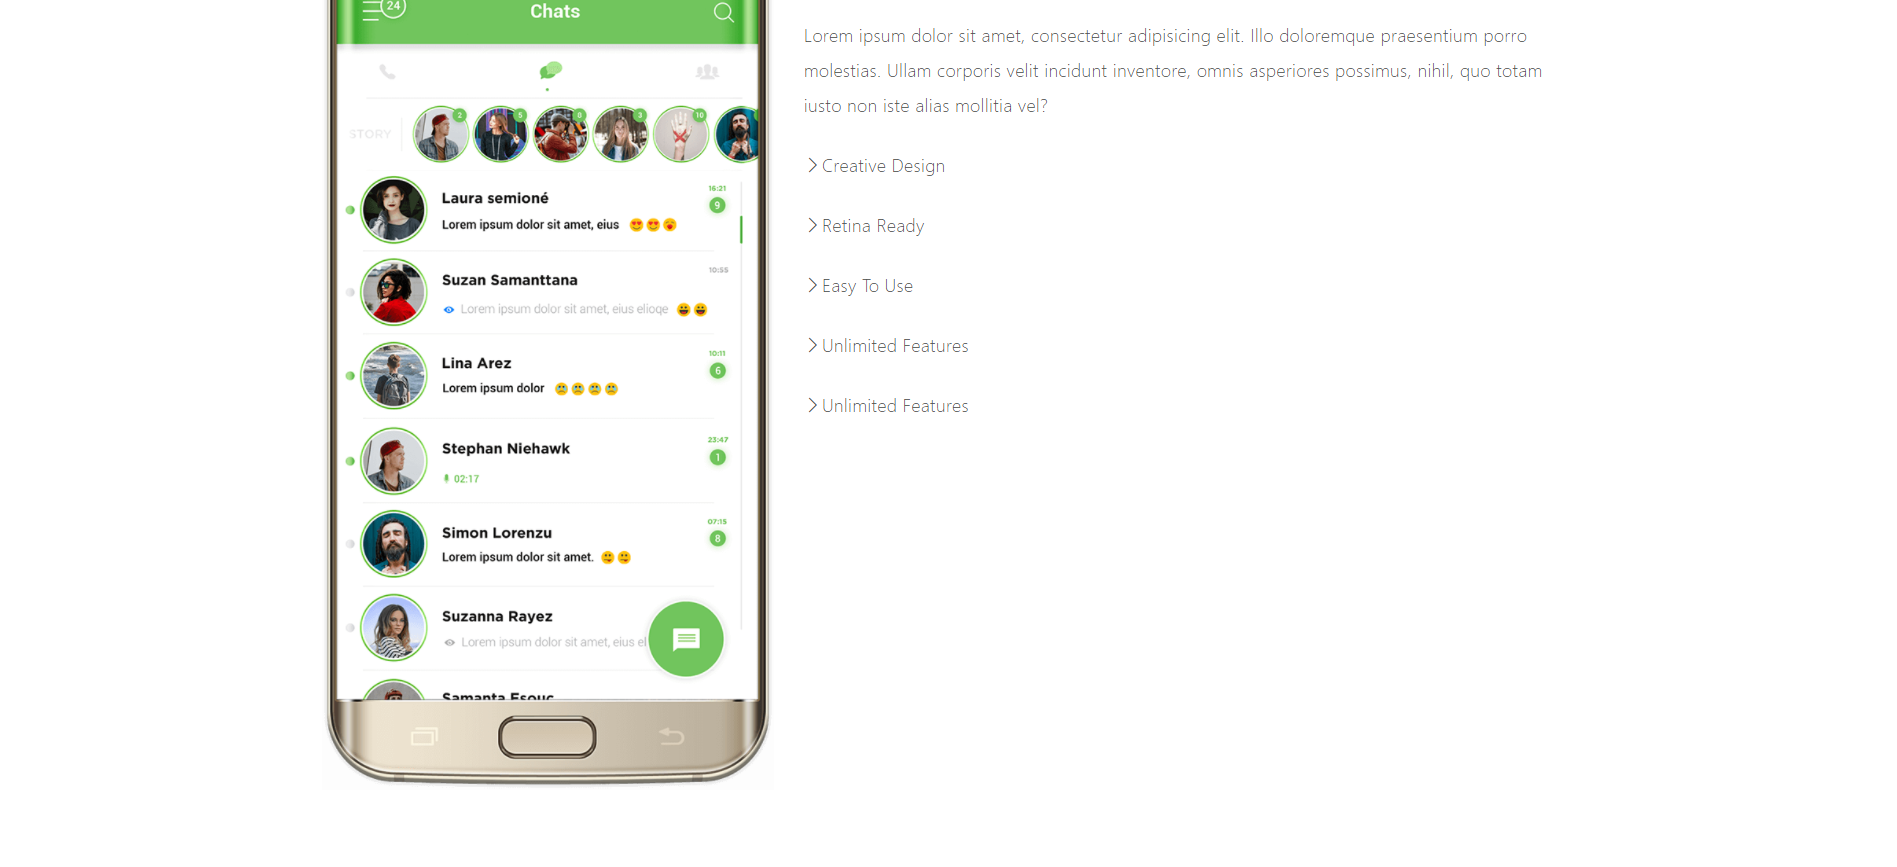 24
Chats
STORY
2
5
0
3
10
Laura semioné
16:21
Lorem ipsum dolor sit amet, eius
9
Suzan Samanttana
10:55
Lorem ipsum dolor sit amet, eius elioqe
Lina Arez
10:11
Lorem ipsum dolor
6
Stephan Niehawk
23:47
1
02:17
Simon Lorenzu
07:15
Lorem ipsum dolor sit amet.
8
Suzanna Rayez
Lorem ipsum dolor sit amet, eius el
Samanta Esouc
Lorem ipsum dolor sit amet, consectetur adipisicing elit. Illo doloremque praesentium porro
molestias. Ullam corporis velit incidunt inventore, omnis asperiores possimus, nihil, quo totam
iusto non iste alias mollitia vel?
Creative Design
Retina Ready
Easy To Use
Unlimited Features
Unlimited Features